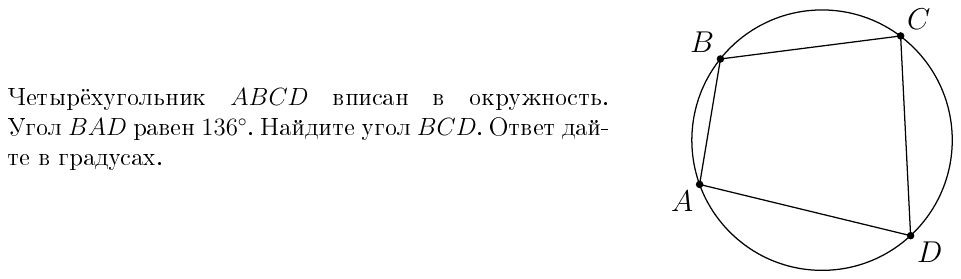 Четырёхугольник ABCD вписан в окружность.
Угол BAD равен 136°. Найдите угол BCD. Ответ дай-
те в градусах.
C
B
A
D